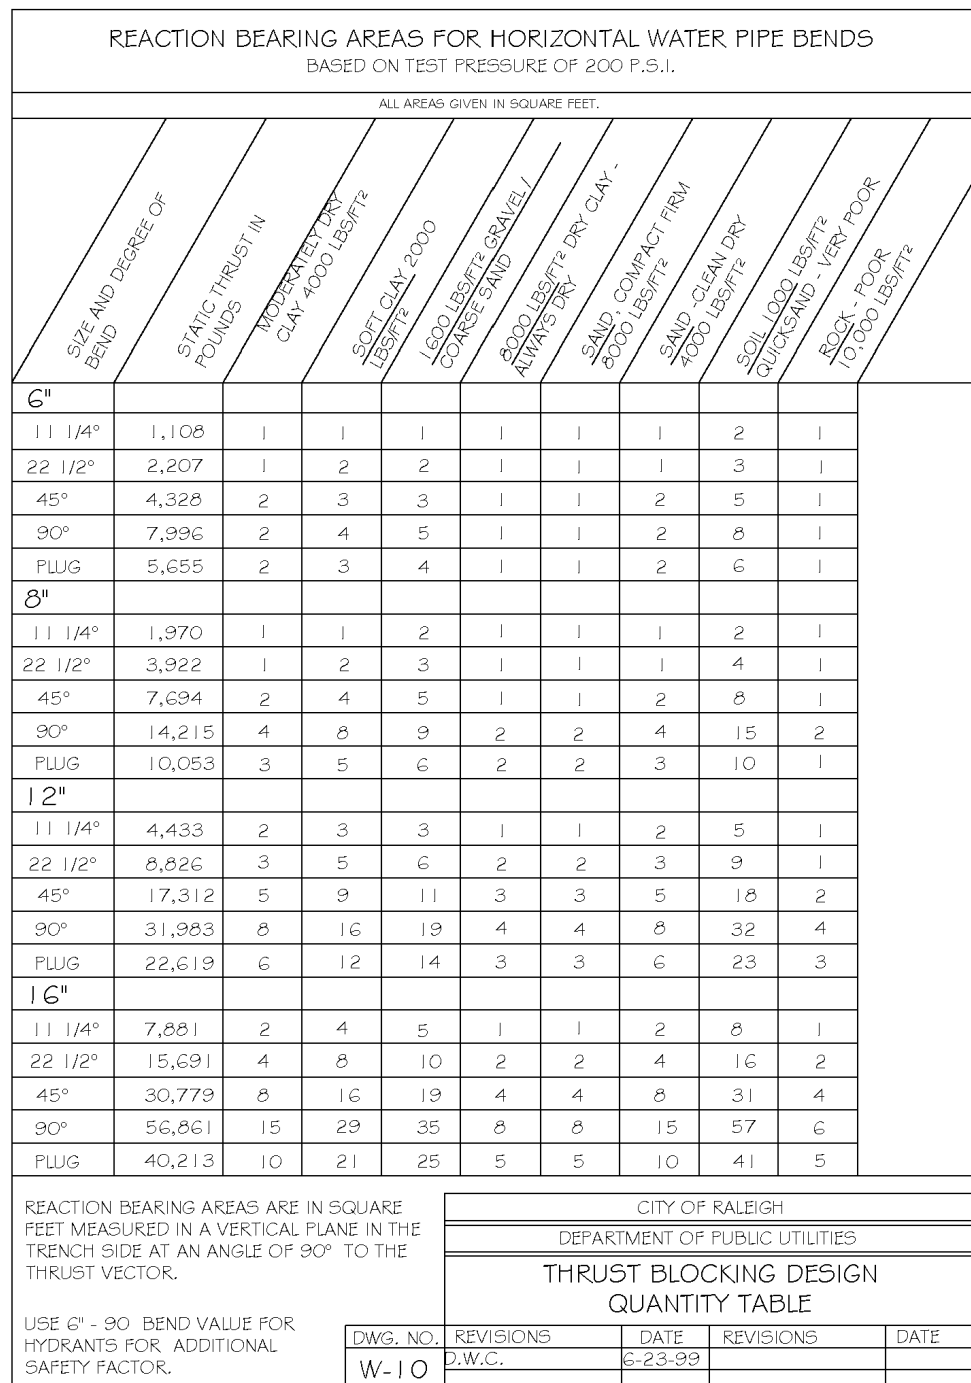 REACTION BEARING AREAS FOR HORIZONTAL WATER PIPE BENDS
BASED ON TEST PRESSURE OF 200 P.S.I.
ALL AREAS GIVEN IN SQUARE FEET.
SIZE AND DEGREE OF
BEND
STATIC THRUST IN
POUNDS
MODERATELY DRY
CLAY 4000 LBS/FT²
SOFT CLAY 2000
LBS/FT²
1600 LBS/FT² GRAVEL /
COARSE SAND
8000 LBS/FT² DRY CLAY -
ALWAYS DRY
SAND, COMPACT FIRM
8000 LBS/FT²
SAND -CLEAN DRY
4000 LBS/FT²
SOIL 1000 LBS/FT²
QUICKSAND - VERY POOR
ROCK - POOR
10,000 LBS/FT²
6"
11 1/4° 1,108 1 1 1 1 1 1 2 1
22 1/2° 2,207 1 2 2 1 1 1 3 1
45° 4,328 2 3 3 1 1 2 5 1
90° 7,996 2 4 5 1 1 2 8 1
PLUG 5,655 2 3 4 1 1 2 6 1
8"
11 1/4° 1,970 1 1 2 1 1 1 2 1
22 1/2° 3,922 1 2 3 1 1 1 4 1
45° 7,694 2 4 5 1 1 2 8 1
90° 14,215 4 8 9 2 2 4 15 2
PLUG 10,053 3 5 6 2 2 3 10 1
12"
11 1/4° 4,433 2 3 3 1 1 2 5 1
22 1/2° 8,826 3 5 6 2 2 3 9 1
45° 17,312 5 9 11 3 3 5 18 2
90° 31,983 8 16 19 4 4 8 32 4
PLUG 22,619 6 12 14 3 3 6 23 3
16"
11 1/4° 7,881 2 4 5 1 1 2 8 1
22 1/2° 15,691 4 8 10 2 2 4 16 2
45° 30,779 8 16 19 4 4 8 31 4
90° 56,861 15 29 35 8 8 15 57 6
PLUG 40,213 10 21 25 5 5 10 41 5
REACTION BEARING AREAS ARE IN SQUARE
FEET MEASURED IN A VERTICAL PLANE IN THE
TRENCH SIDE AT AN ANGLE OF 90° TO THE
THRUST VECTOR.
USE 6" - 90 BEND VALUE FOR
HYDRANTS FOR ADDITIONAL
SAFETY FACTOR.
CITY OF RALEIGH
DEPARTMENT OF PUBLIC UTILITIES
THRUST BLOCKING DESIGN
QUANTITY TABLE
DWG. NO. REVISIONS DATE REVISIONS DATE
W-10 D.W.C. 6-23-99